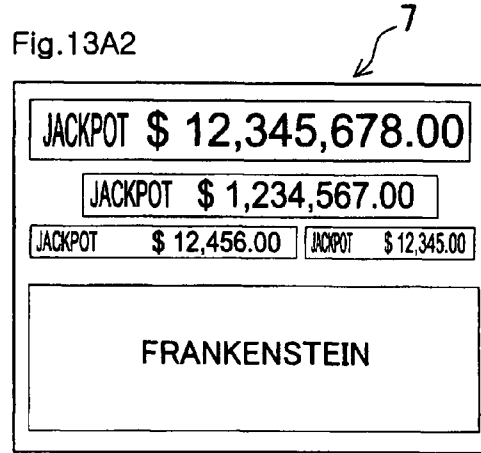 7
Fig.13A2
JACKPOT $ 12,345,678.00
JACKPOT $ 1,234,567.00
JACKPOT $ 12,456.00 JACKPOT $ 12,345.00
FRANKENSTEIN